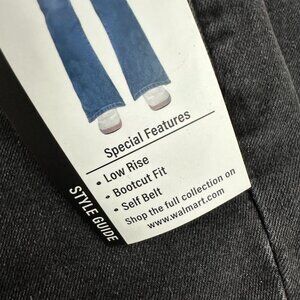 Special Features
• Low Rise
• Bootcut Fit
• Self Belt
Shop the full collection on
www.walmart.com
STYLE GUIDE